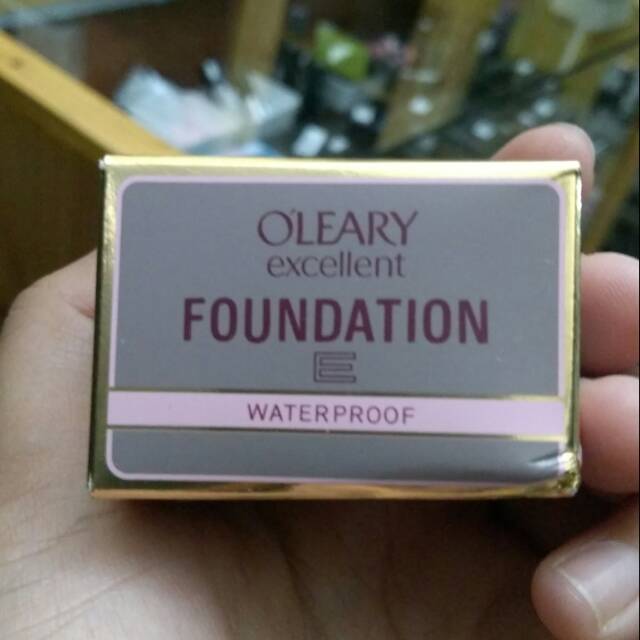 O'LEARY
excellent
FOUNDATION
E
WATERPROOF